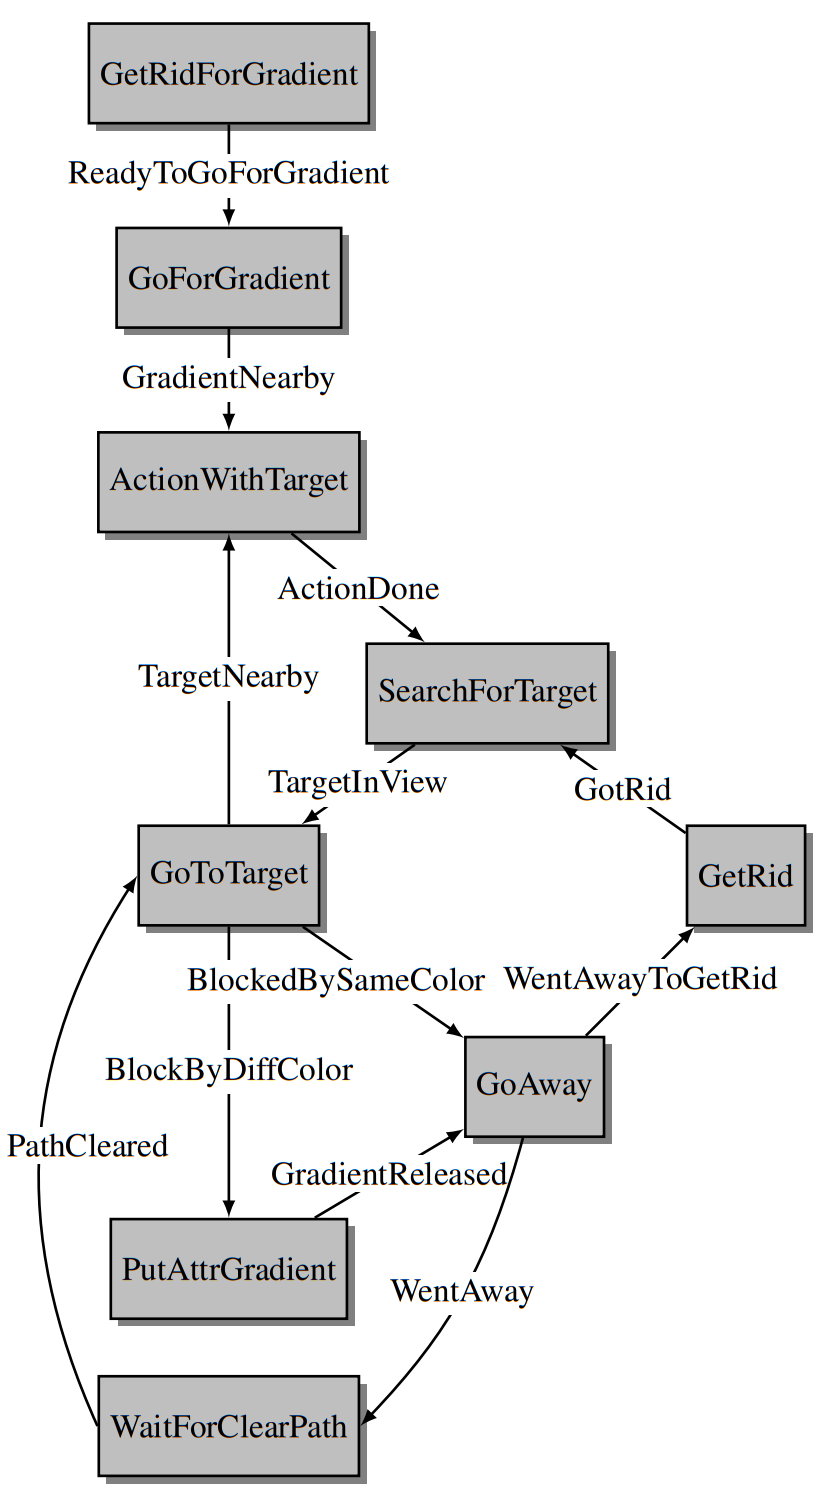 GetRidForGradient
ReadyToGoForGradient
GoForGradient
GradientNearby
ActionWithTarget
ActionDone
TargetNearby
SearchForTarget
TargetInView
GotRid
GoToTarget
GetRid
BlockedBySameColor
WentAwayToGetRid
BlockByDiffColor
GoAway
PathCleared
GradientReleased
PutAttrGradient
WentAway
WaitForClearPath